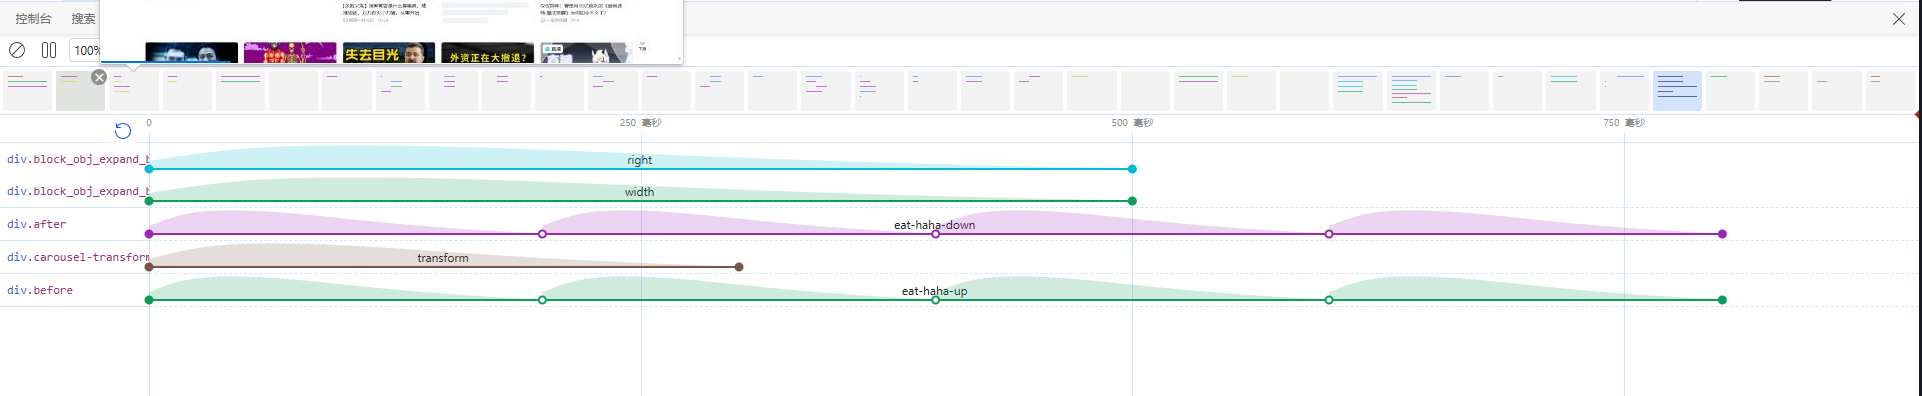 控制台 搜索
100%
失去目光
外资正在大撤退?
0 250 毫秒 500 毫秒 750 毫秒
div.block_obj_expand_b right
div.block_obj_expand_b width
div.after eat-haha-down
div.carousel-transform transform
div.before eat-haha-up